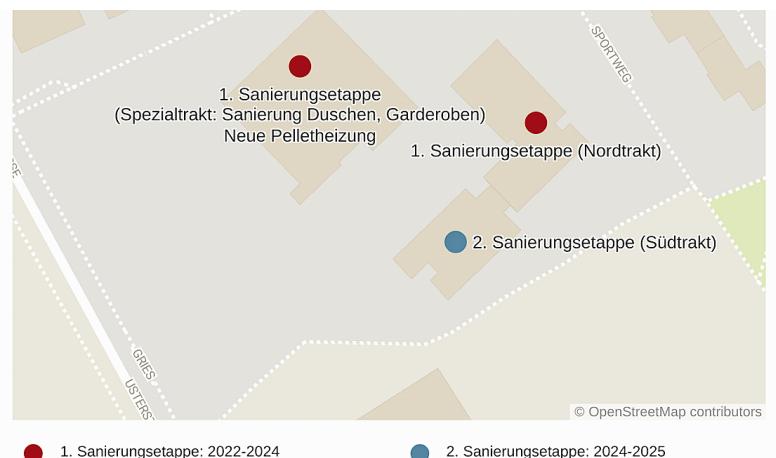 SPORTWEG
1. Sanierungsetappe
(Spezialtrakt: Sanierung Duschen, Garderoben)
Neue Pelletheizung
1. Sanierungsetappe (Nordtrakt)
2. Sanierungsetappe (Südtrakt)
GRIES
© OpenStreetMap contributors
1. Sanierungsetappe: 2022-2024
2. Sanierungsetappe: 2024-2025